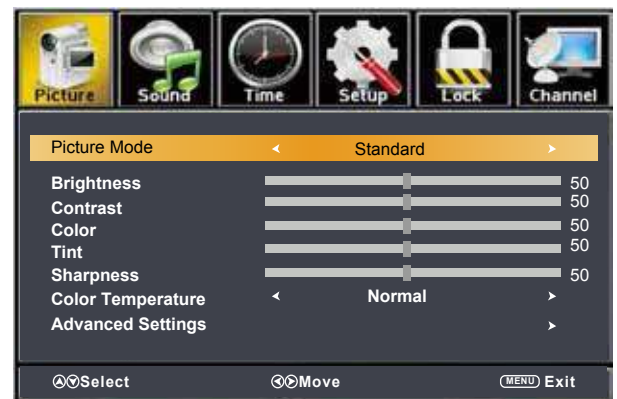 Picture Sound Time Setup Lock Channel
Picture Mode Standard
Brightness 50
Contrast 50
Color 50
Tint 50
Sharpness 50
Color Temperature Normal
Advanced Settings
Select Move MENU Exit